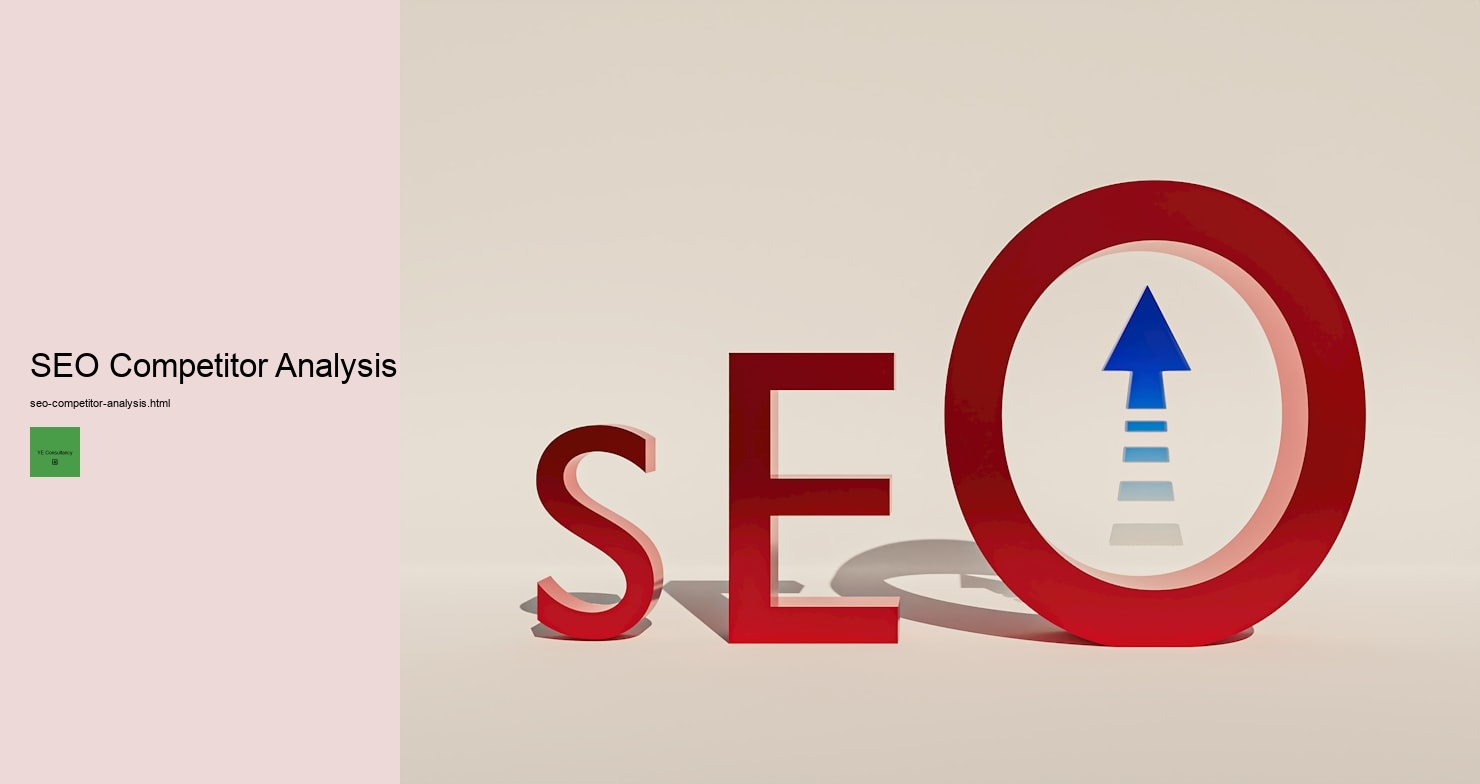 SEO Competitor Analysis
seo-competitor-analysis.html
YE Consultancy
SEO